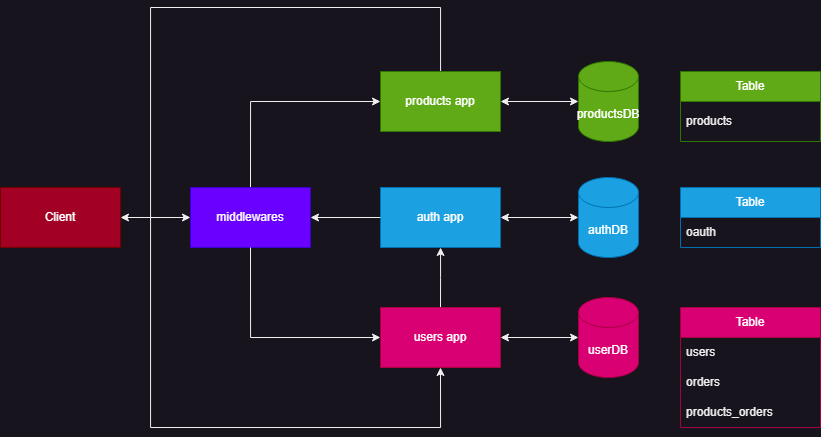 products app
productsDB
Table
products
Client
middlewares
auth app
authDB
Table
oauth
users app
userDB
Table
users
orders
products_orders